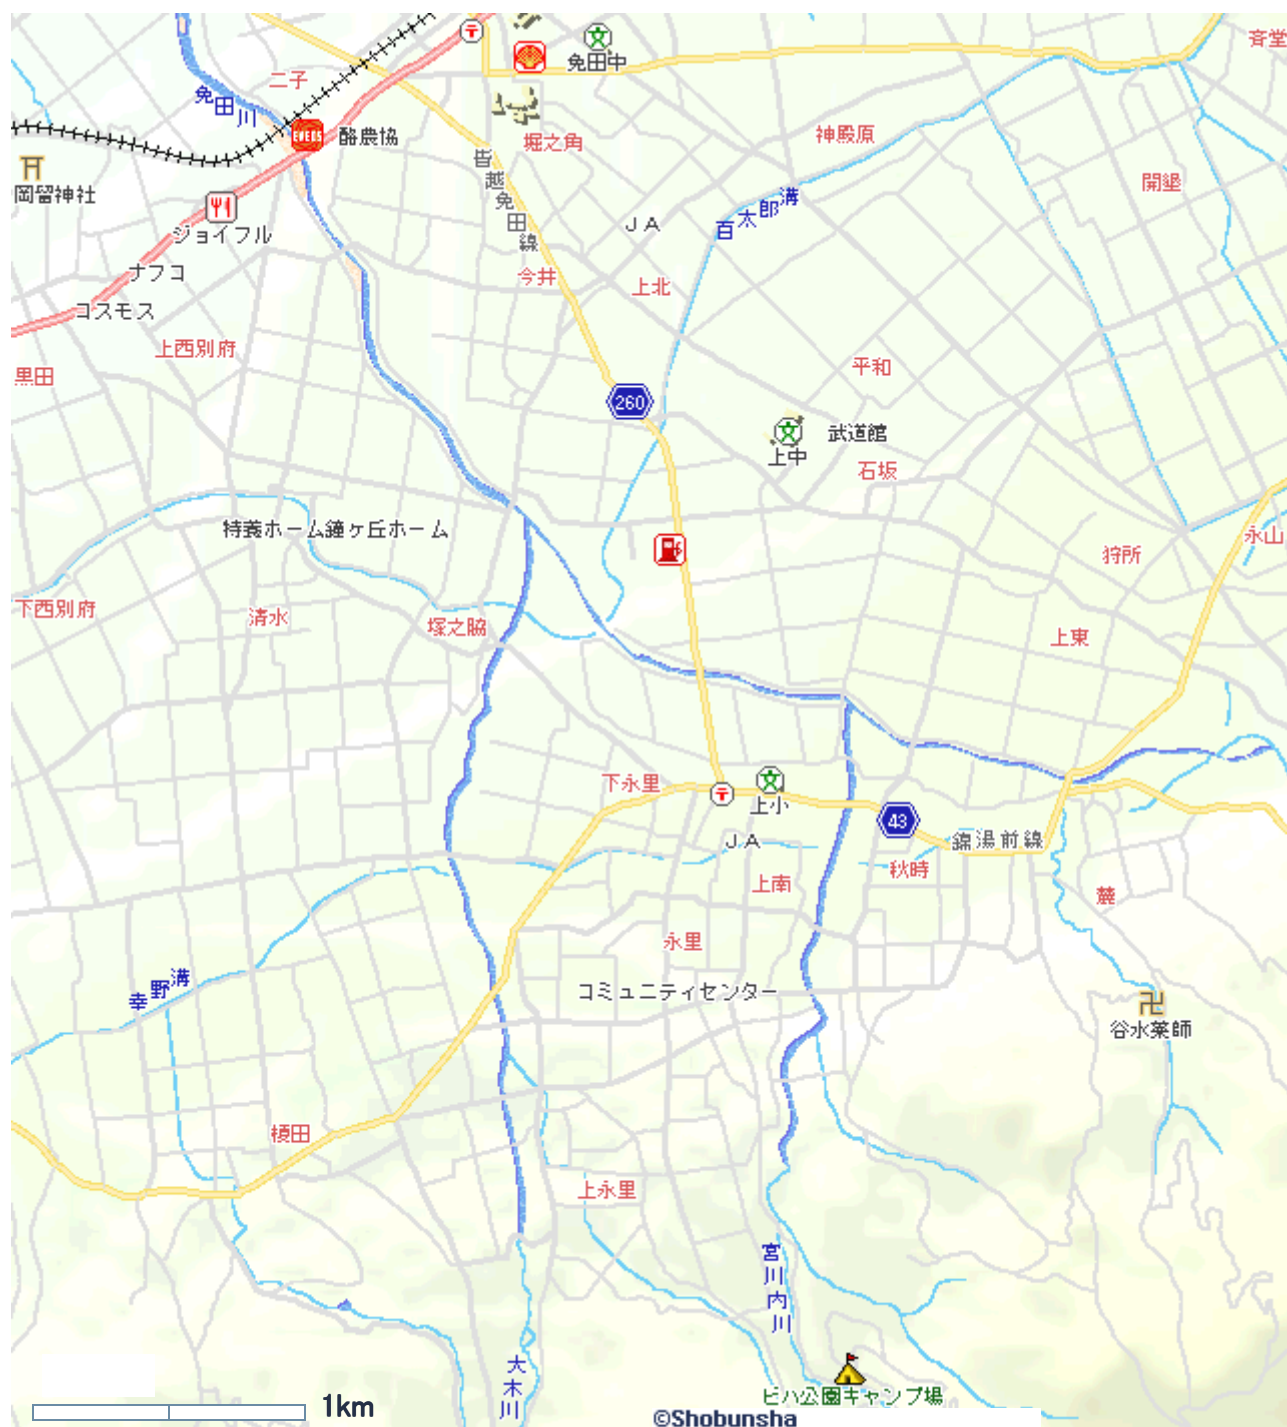 斉堂
免田中
二子
免田川
ENEOS
酪農協
堀之角
神殿原
開墾
岡留神社
皆越免田線
百太郎溝
JA
ジョイフル
ナフコ
今井
上北
コスモス
上西別府
黒田
平和
260
武道館
上中
石坂
特養ホーム鐘ヶ丘ホーム
永山
狩所
下西別府
清水
塚之脇
上東
下永里
上小
43
JA
錦湯前線
秋時
上南
麓
永里
幸野溝
コミュニティセンター
谷水薬師
榎田
上永里
宮川内川
大木川
ビハ公園キャンプ場
1km
©Shobunsha